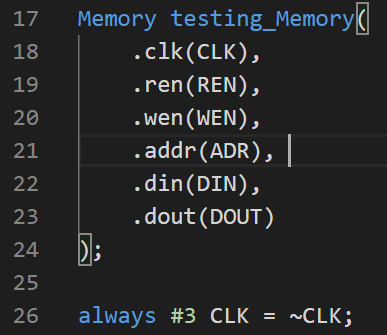 17 Memory testing_Memory(
18     .clk(CLK),
19     .ren(REN),
20     .wen(WEN),
21     .addr(ADR),
22     .din(DIN),
23     .dout(DOUT)
24 );
25
26 always #3 CLK = ~CLK;